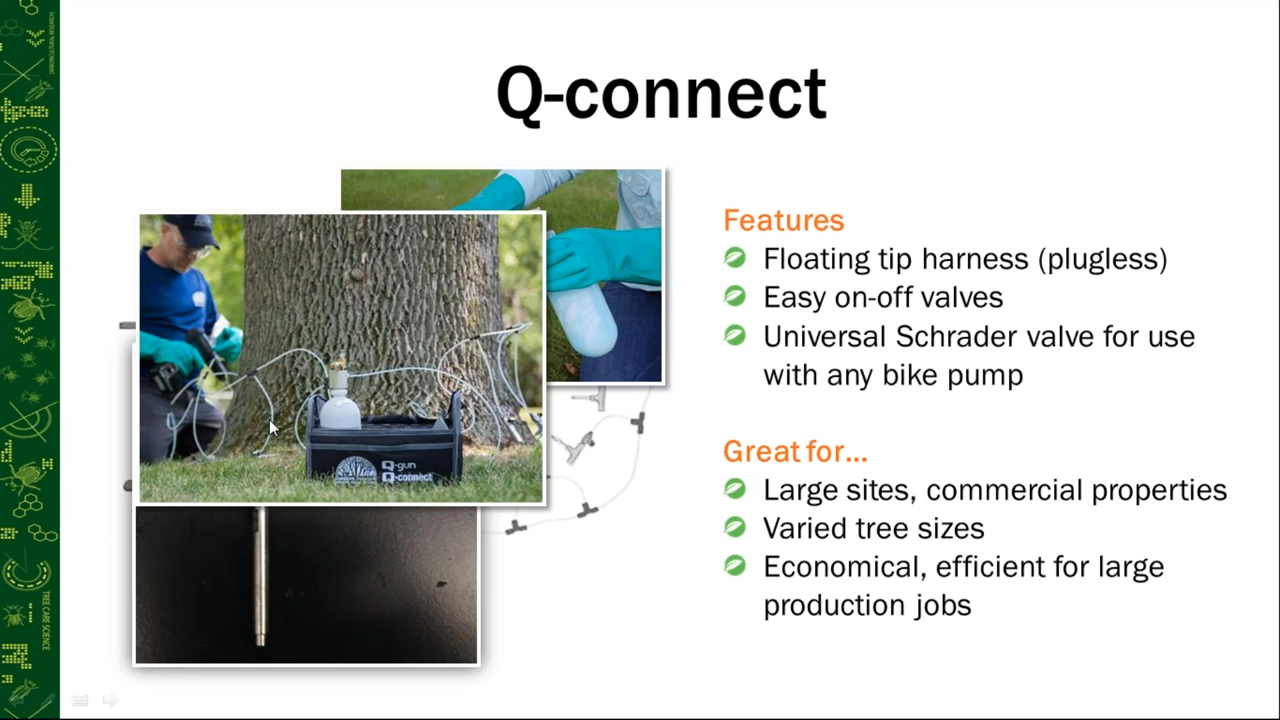 Q-connect
Features
Floating tip harness (plugless)
Easy on-off valves
Universal Schrader valve for use
with any bike pump
Great for...
Large sites, commercial properties
Varied tree sizes
Economical, efficient for large
production jobs
Q-gun
Q-connect
TREE CARE SCIENCE